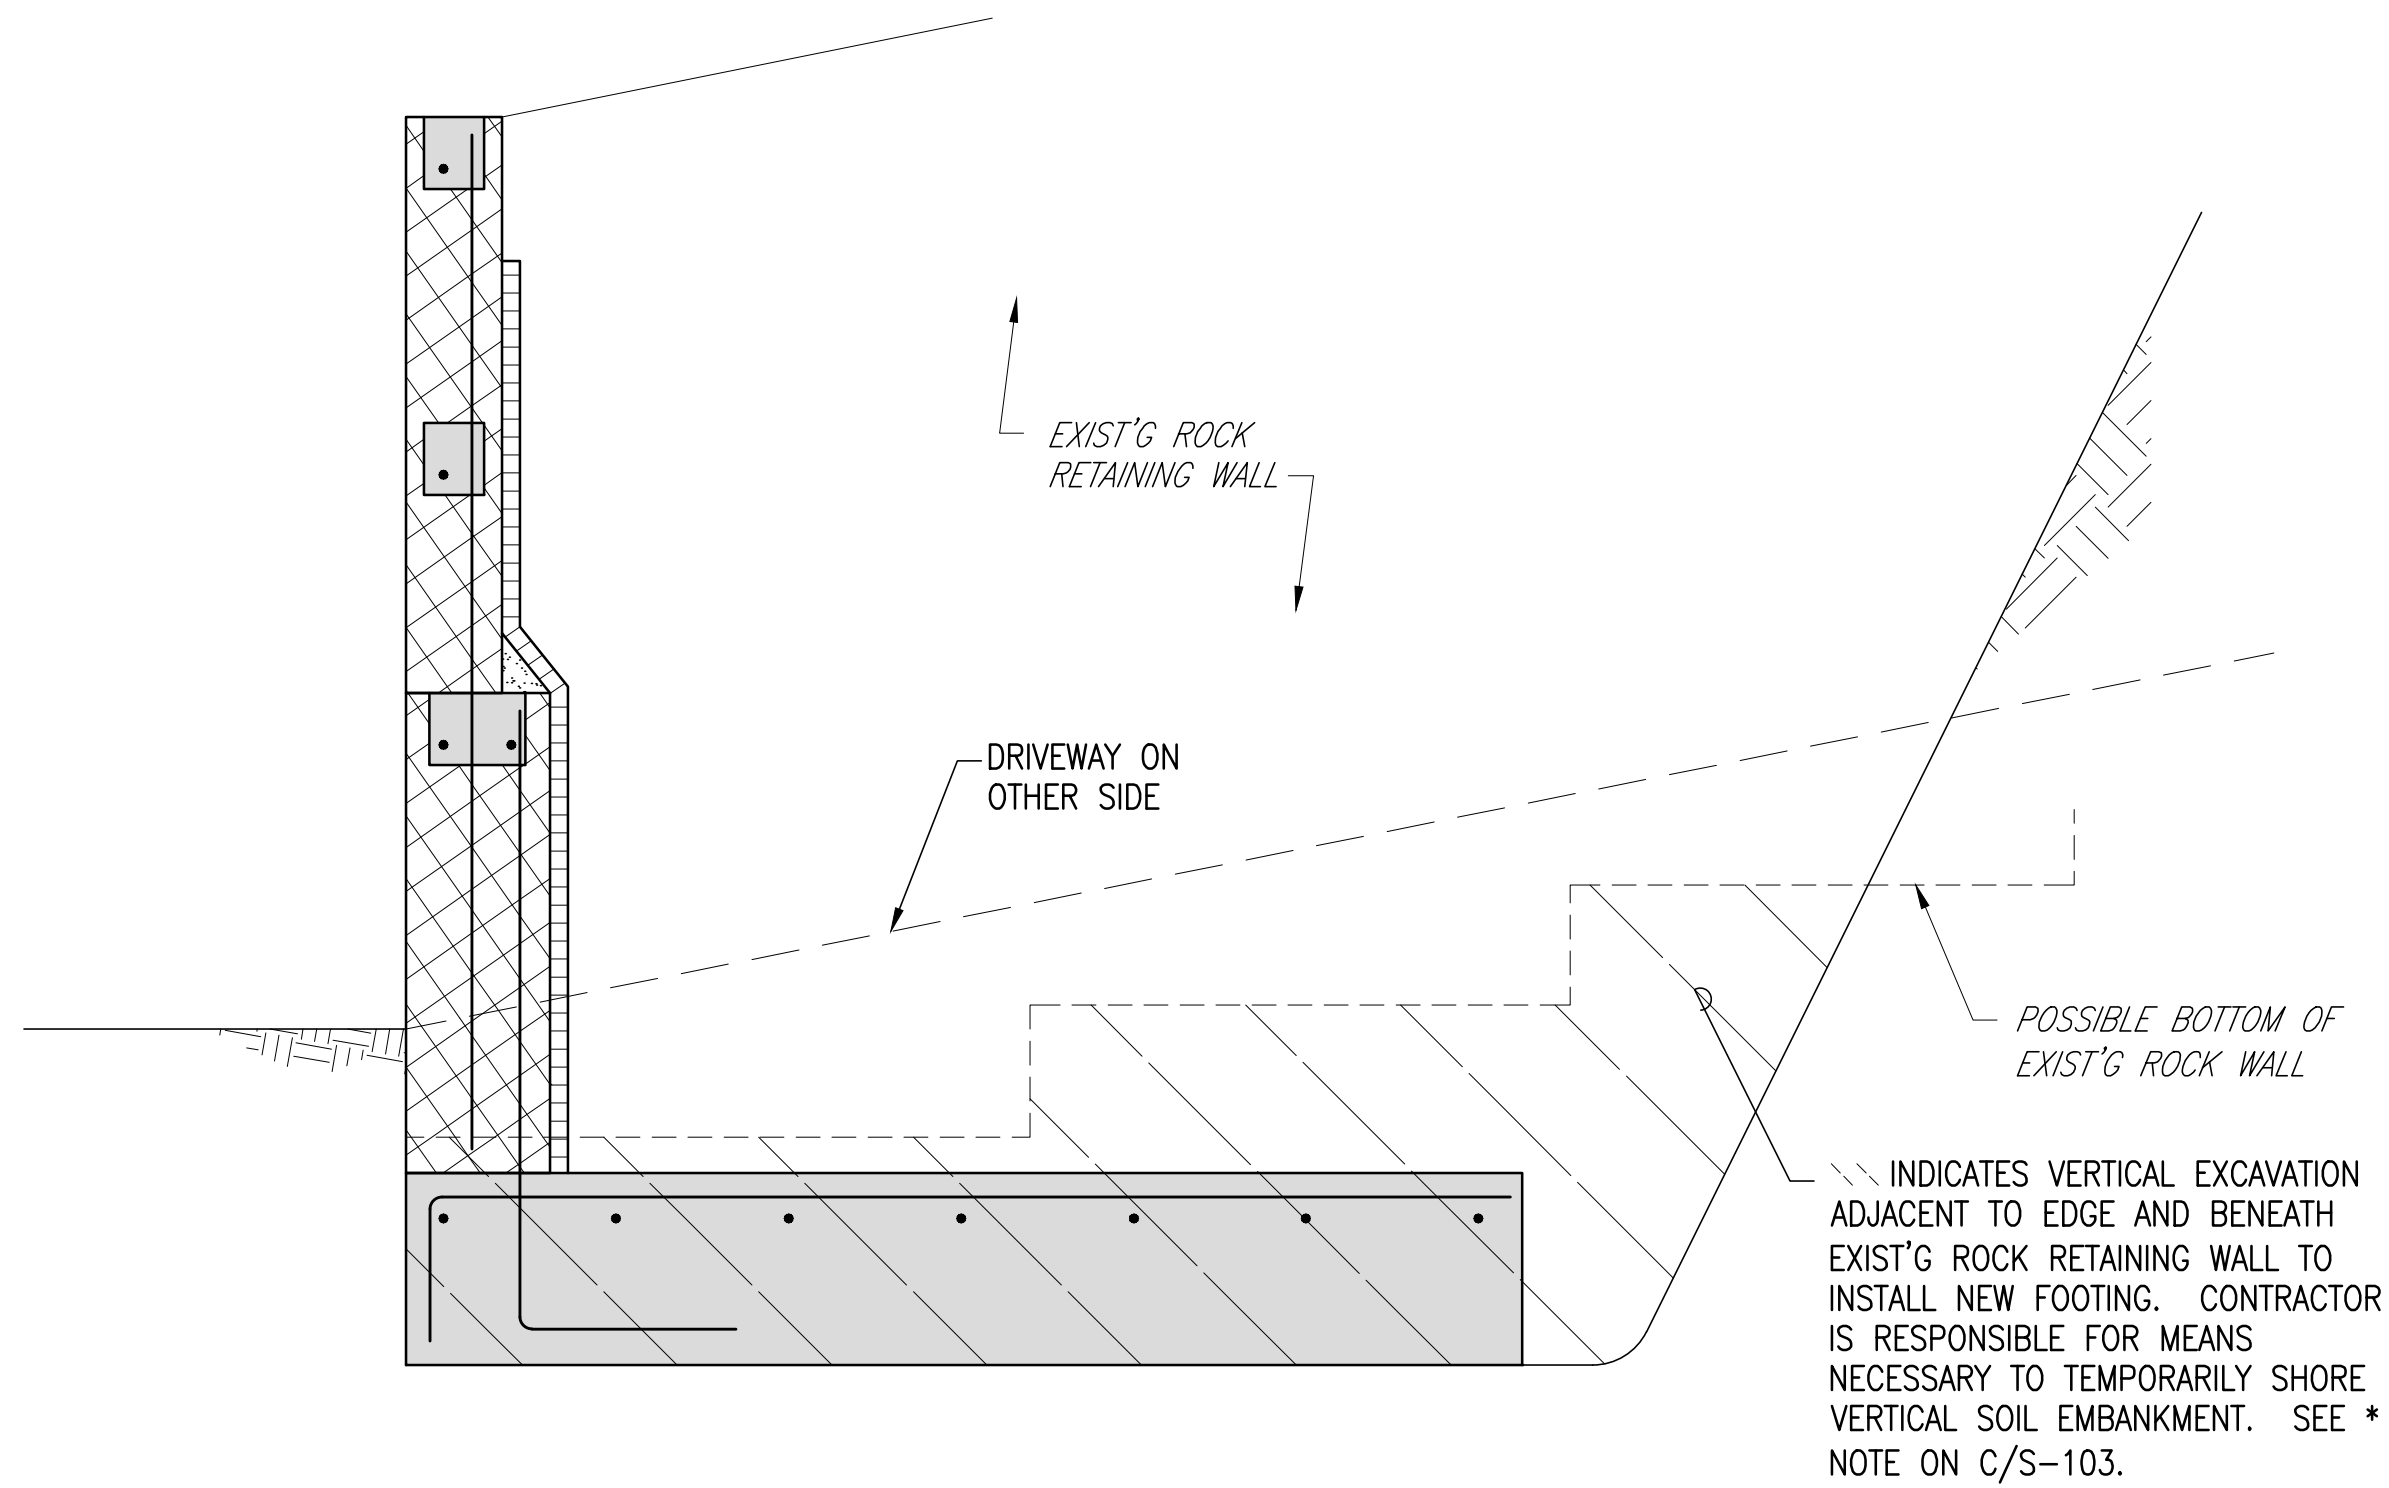 EXIST'G ROCK
RETAINING WALL
DRIVEWAY ON
OTHER SIDE
POSSIBLE BOTTOM OF
EXIST'G ROCK WALL
INDICATES VERTICAL EXCAVATION
ADJACENT TO EDGE AND BENEATH
EXIST'G ROCK RETAINING WALL TO
INSTALL NEW FOOTING. CONTRACTOR
IS RESPONSIBLE FOR MEANS
NECESSARY TO TEMPORARILY SHORE
VERTICAL SOIL EMBANKMENT. SEE *
NOTE ON C/S-103.